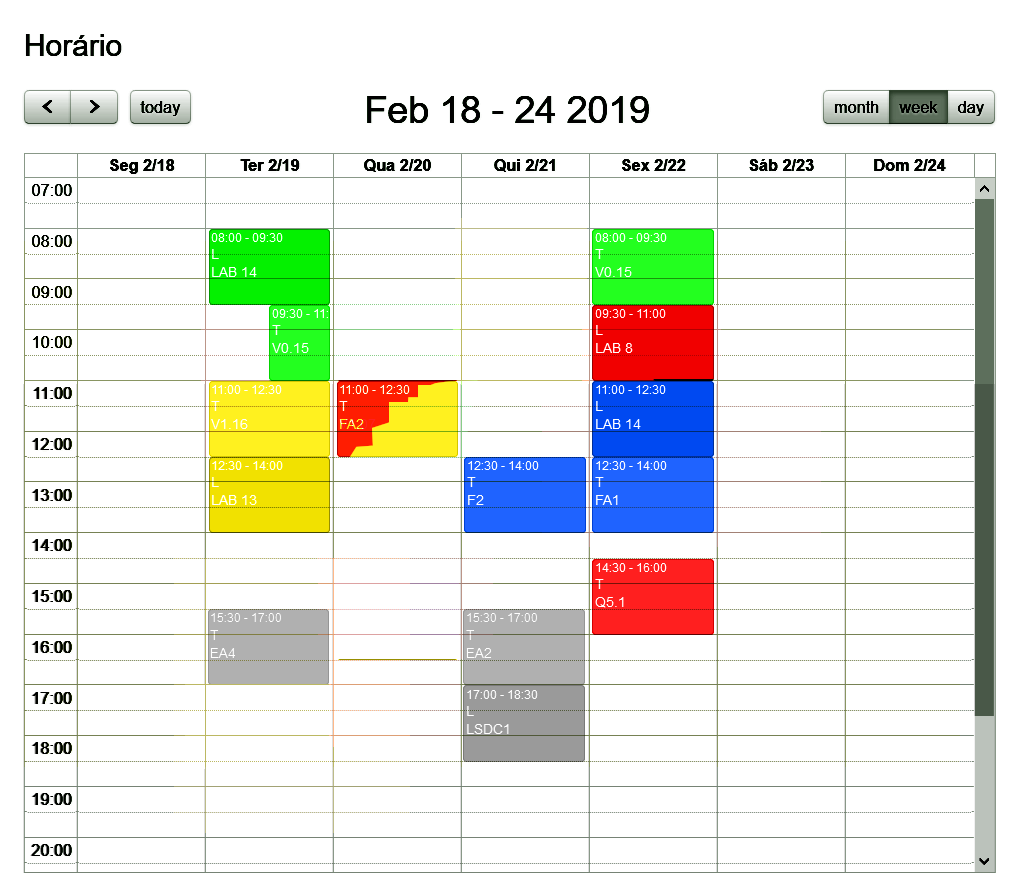 Horário
today
Feb 18 - 24 2019
month week day
Seg 2/18 Ter 2/19 Qua 2/20 Qui 2/21 Sex 2/22 Sáb 2/23 Dom 2/24
07:00
08:00
08:00 - 09:30
L
LAB 14
08:00 - 09:30
T
V0.15
09:00
09:30 - 11:
T
V0.15
09:30 - 11:00
L
LAB 8
10:00
11:00
11:00 - 12:30
T
V1.16
11:00 - 12:30
T
FA2
11:00 - 12:30
L
LAB 14
12:00
12:30 - 14:00
L
LAB 13
12:30 - 14:00
T
F2
12:30 - 14:00
T
FA1
13:00
14:00
14:30 - 16:00
T
Q5.1
15:00
15:30 - 17:00
T
EA4
15:30 - 17:00
T
EA2
16:00
17:00
17:00 - 18:30
L
LSDC1
18:00
19:00
20:00